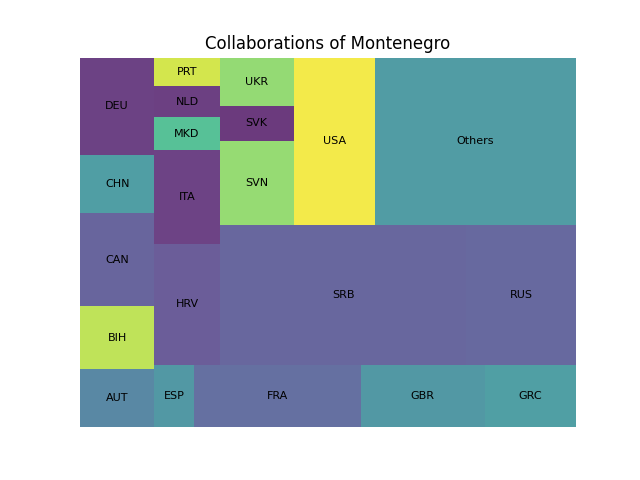 Collaborations of Montenegro
DEU
PRT
UKR
USA
Others
NLD
SVK
MKD
CHN
SVN
ITA
CAN
HRV
SRB
RUS
BIH
AUT
ESP
FRA
GBR
GRC